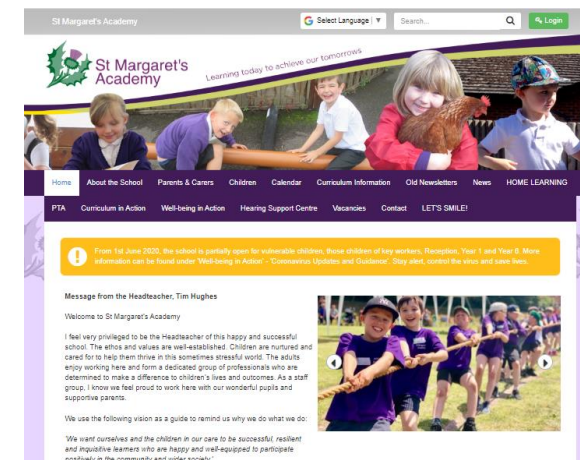 St Margaret's Academy
Select Language ▼
Search...
Login
St Margaret's
Academy
Learning today to achieve our tomorrows
Home About the School Parents & Carers Children Calendar Curriculum Information Old Newsletters News HOME LEARNING
PTA Curriculum in Action Well-being in Action Hearing Support Centre Vacancies Contact LET'S SMILE!
From 1st June 2020, the school is partially open for vulnerable children, those children of key workers, Reception, Year 1 and Year 6. More
information can be found under 'Well-being in Action' - 'Coronavirus Updates and Guidance'. Stay alert, control the virus and save lives.
Message from the Headteacher, Tim Hughes
Welcome to St Margaret's Academy
I feel very privileged to be the Headteacher of this happy and successful
school. The ethos and values are well-established. Children are nurtured and
cared for to help them thrive in this sometimes stressful world. The adults
enjoy working here and form a dedicated group of professionals who are
determined to make a difference to children's lives and outcomes. As a staff
group, I know we feel proud to work here with our wonderful pupils and
supportive parents.
We use the following vision as a guide to remind us why we do what we do:
'We want ourselves and the children in our care to be successful, resilient
and inquisitive learners who are happy and well-equipped to participate
positively in the community and wider society.'